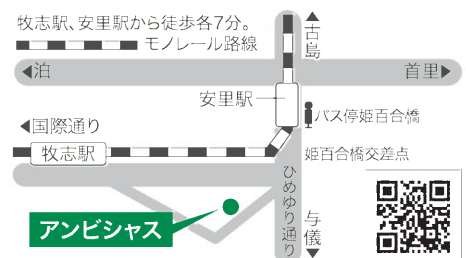 牧志駅、安里駅から徒歩各7分。
モノレール路線
▲古島
◀泊
首里▶
安里駅
バス停姫百合橋
◀国際通り
牧志駅
姫百合橋交差点
ひめゆり通り
与儀▼
アンビシャス